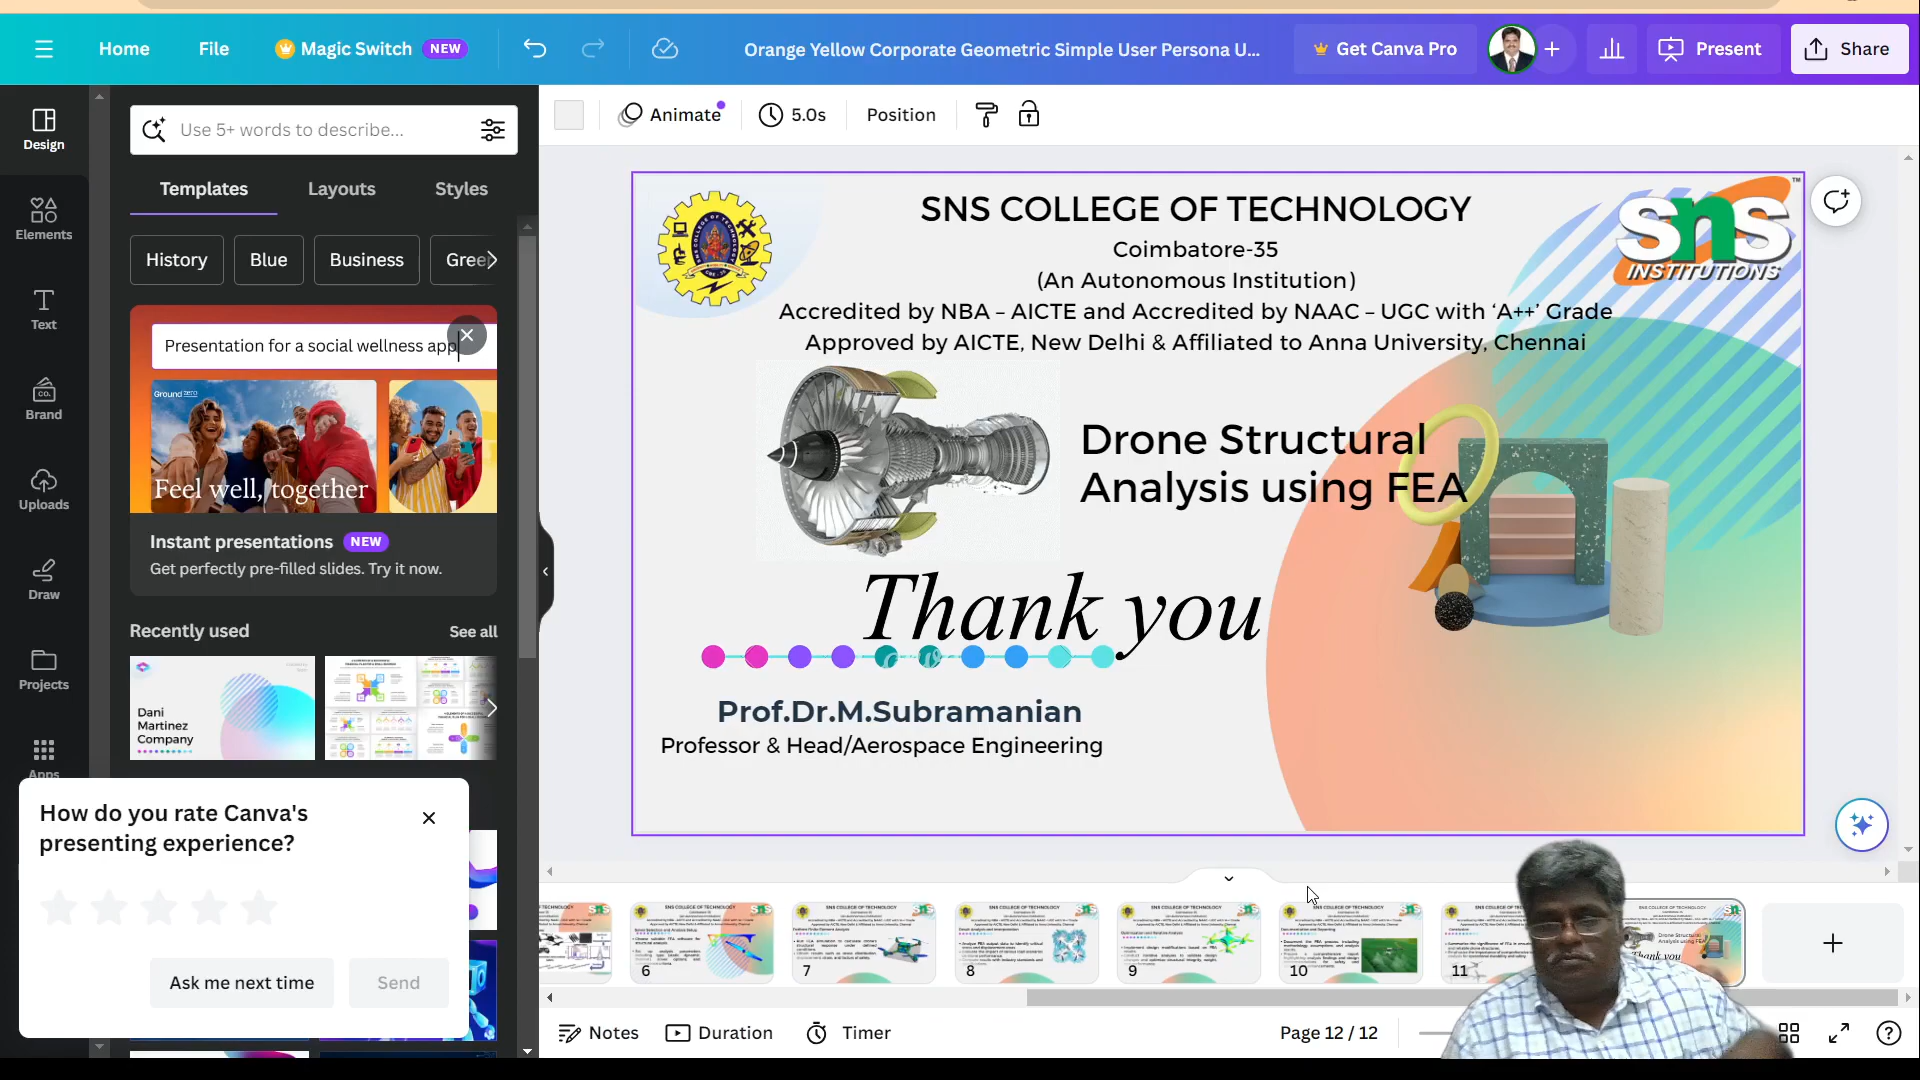 Home
File
Magic Switch NEW
Orange Yellow Corporate Geometric Simple User Persona U...
Get Canva Pro
Present
Share
Design
Elements
Text
Brand
Uploads
Draw
Projects
Apps
Use 5+ words to describe...
Templates
Layouts
Styles
History
Blue
Business
Gree
Presentation for a social wellness app
Ground zero
Feel well, together
Instant presentations NEW
Get perfectly pre-filled slides. Try it now.
Recently used
See all
Dani
Martinez
Company
How do you rate Canva's
presenting experience?
Ask me next time
Send
Animate
5.0s
Position
SNS COLLEGE OF TECHNOLOGY
Coimbatore-35
(An Autonomous Institution)
Accredited by NBA – AICTE and Accredited by NAAC – UGC with ‘A++’ Grade
Approved by AICTE, New Delhi & Affiliated to Anna University, Chennai
sns
INSTITUTIONS
TM
Drone Structural
Analysis using FEA
Thank you
Prof.Dr.M.Subramanian
Professor & Head/Aerospace Engineering
6
7
8
9
10
11
Thank you
Notes
Duration
Timer
Page 12 / 12